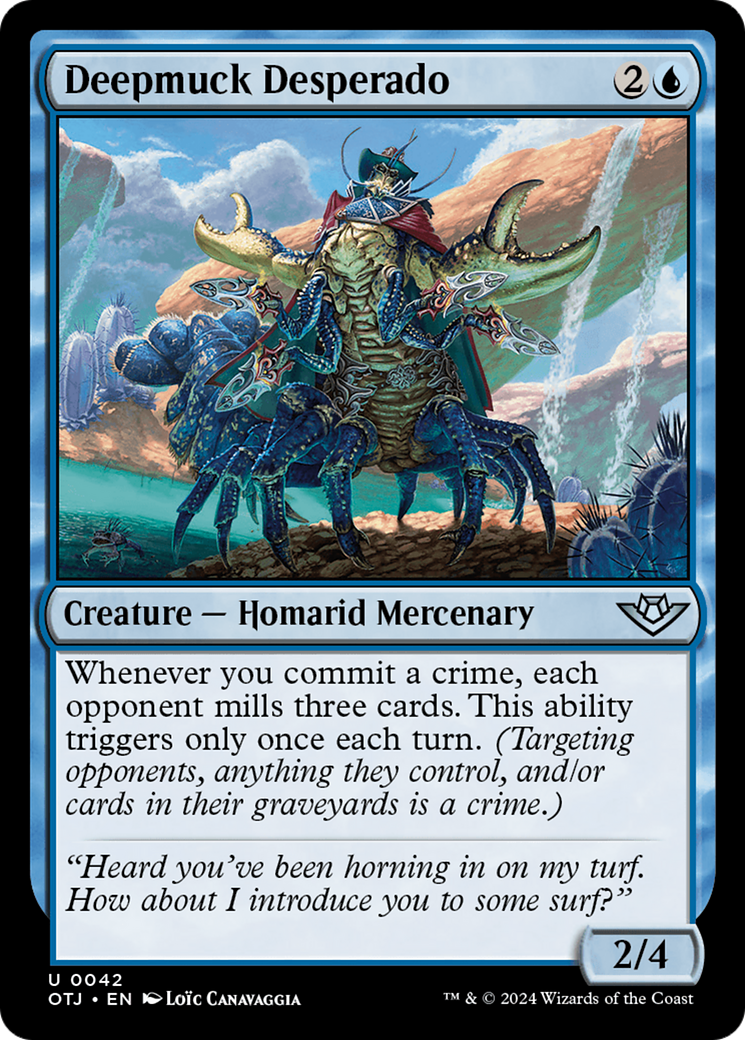 Deepmuck Desperado 2
Creature — Homarid Mercenary
Whenever you commit a crime, each
opponent mills three cards. This ability
triggers only once each turn. (Targeting
opponents, anything they control, and/or
cards in their graveyards is a crime.)
“Heard you’ve been horning in on my turf.
How about I introduce you to some surf?”
2/4
U 0042
OTJ • EN Loïc Canavaggia
™ & © 2024 Wizards of the Coast